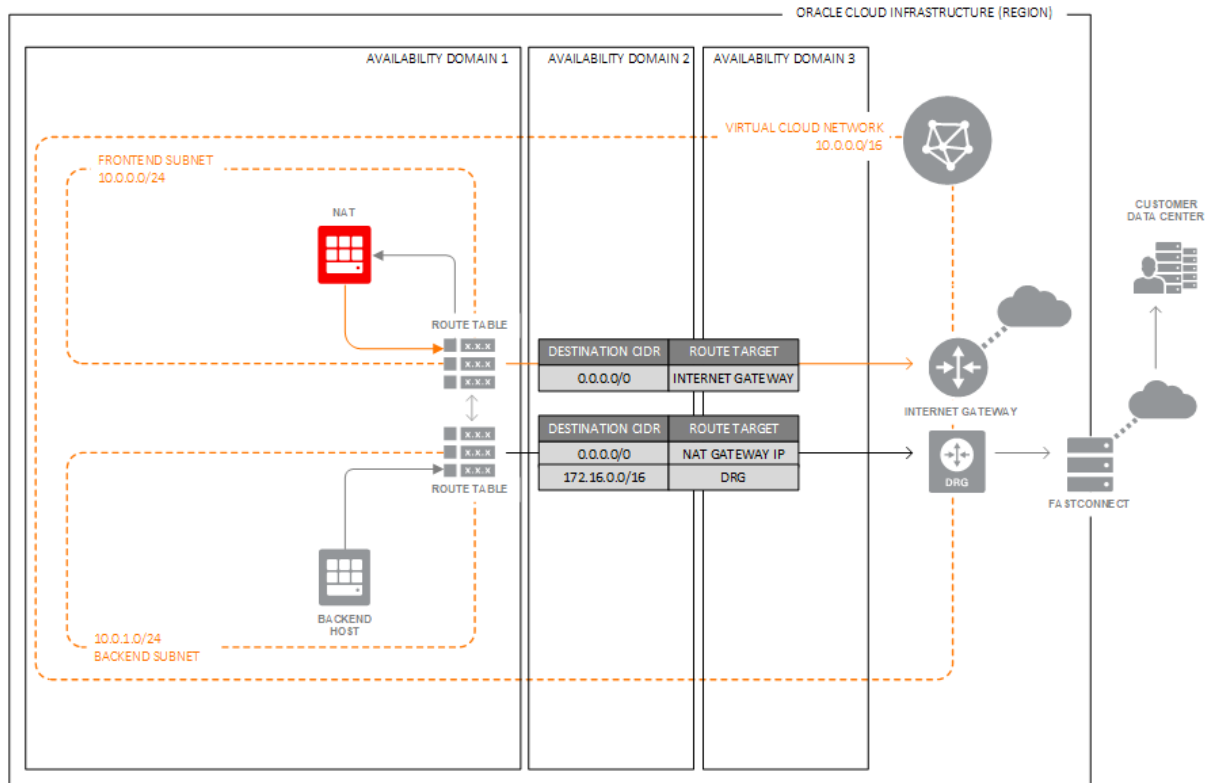 ORACLE CLOUD INFRASTRUCTURE (REGION)
AVAILABILITY DOMAIN 1
AVAILABILITY DOMAIN 2
AVAILABILITY DOMAIN 3
VIRTUAL CLOUD NETWORK
10.0.0.0/16
FRONTEND SUBNET
10.0.0.0/24
NAT
CUSTOMER
DATA CENTER
ROUTE TABLE
x.x.x
x.x.x
x.x.x
DESTINATION CIDR ROUTE TARGET
0.0.0.0/0 INTERNET GATEWAY
INTERNET GATEWAY
x.x.x
x.x.x
x.x.x
ROUTE TABLE
DESTINATION CIDR ROUTE TARGET
0.0.0.0/0 NAT GATEWAY IP
172.16.0.0/16 DRG
DRG
FASTCONNECT
BACKEND
HOST
10.0.1.0/24
BACKEND SUBNET